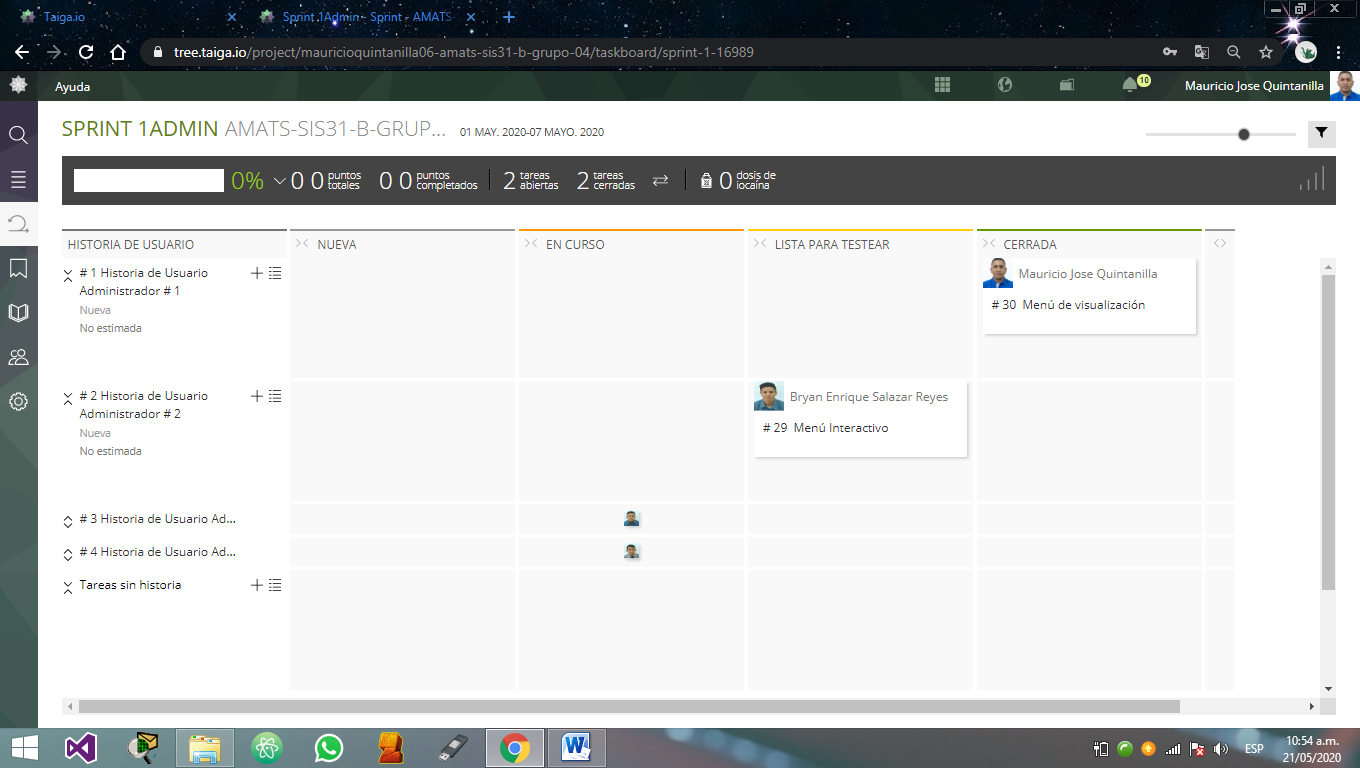 Taiga.io
Sprint 1Admin - Sprint - AMATS
tree.taiga.io/project/mauricioquintanilla06-amats-sis31-b-grupo-04/taskboard/sprint-1-16989
Ayuda
10
Mauricio Jose Quintanilla
SPRINT 1ADMIN AMATS-SIS31-B-GRUP... 01 MAY. 2020-07 MAYO. 2020
0% 0 0 puntos totales 0 0 puntos completados 2 tareas abiertas 2 tareas cerradas 0 dosis de iocaína
HISTORIA DE USUARIO NUEVA EN CURSO LISTA PARA TESTEAR CERRADA
# 1 Historia de Usuario
Administrador # 1
Nueva
No estimada
Mauricio Jose Quintanilla
# 30 Menú de visualización
# 2 Historia de Usuario
Administrador # 2
Nueva
No estimada
Bryan Enrique Salazar Reyes
# 29 Menú Interactivo
# 3 Historia de Usuario Ad...
# 4 Historia de Usuario Ad...
Tareas sin historia
ESP
10:54 a.m.
21/05/2020